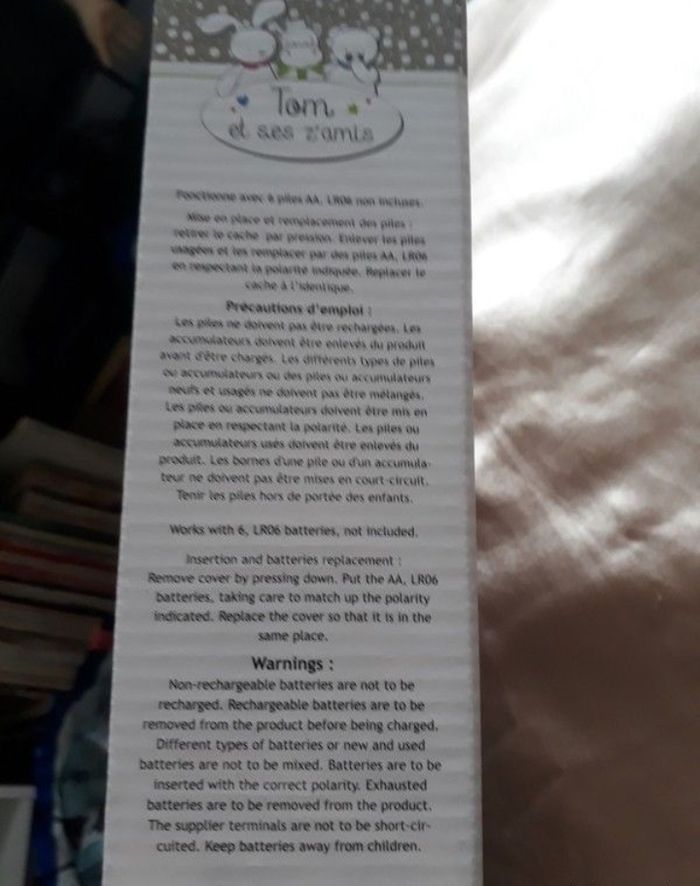 Tom
et ses z'amis
Fonctionne avec 6 piles AA, LR06 non incluses.
Mise en place et remplacement des piles :
retirer le cache par pression. Enlever les piles
usagées et les remplacer par des piles AA, LR06
en respectant la polarité indiquée. Replacer le
cache à l'identique.
Précautions d'emploi :
Les piles ne doivent pas être rechargées. Les
accumulateurs doivent être enlevés du produit
avant d'être chargés. Les différents types de piles
ou accumulateurs ou des piles ou accumulateurs
neufs et usagés ne doivent pas être mélangés.
Les piles ou accumulateurs doivent être mis en
place en respectant la polarité. Les piles ou
accumulateurs usés doivent être enlevés du
produit. Les bornes d'une pile ou d'un accumula-
teur ne doivent pas être mises en court-circuit.
Tenir les piles hors de portée des enfants.
Works with 6, LR06 batteries, not included.
Insertion and batteries replacement :
Remove cover by pressing down. Put the AA, LR06
batteries, taking care to match up the polarity
indicated. Replace the cover so that it is in the
same place.
Warnings :
Non-rechargeable batteries are not to be
recharged. Rechargeable batteries are to be
removed from the product before being charged.
Different types of batteries or new and used
batteries are not to be mixed. Batteries are to be
inserted with the correct polarity. Exhausted
batteries are to be removed from the product.
The supplier terminals are not to be short-cir-
cuited. Keep batteries away from children.